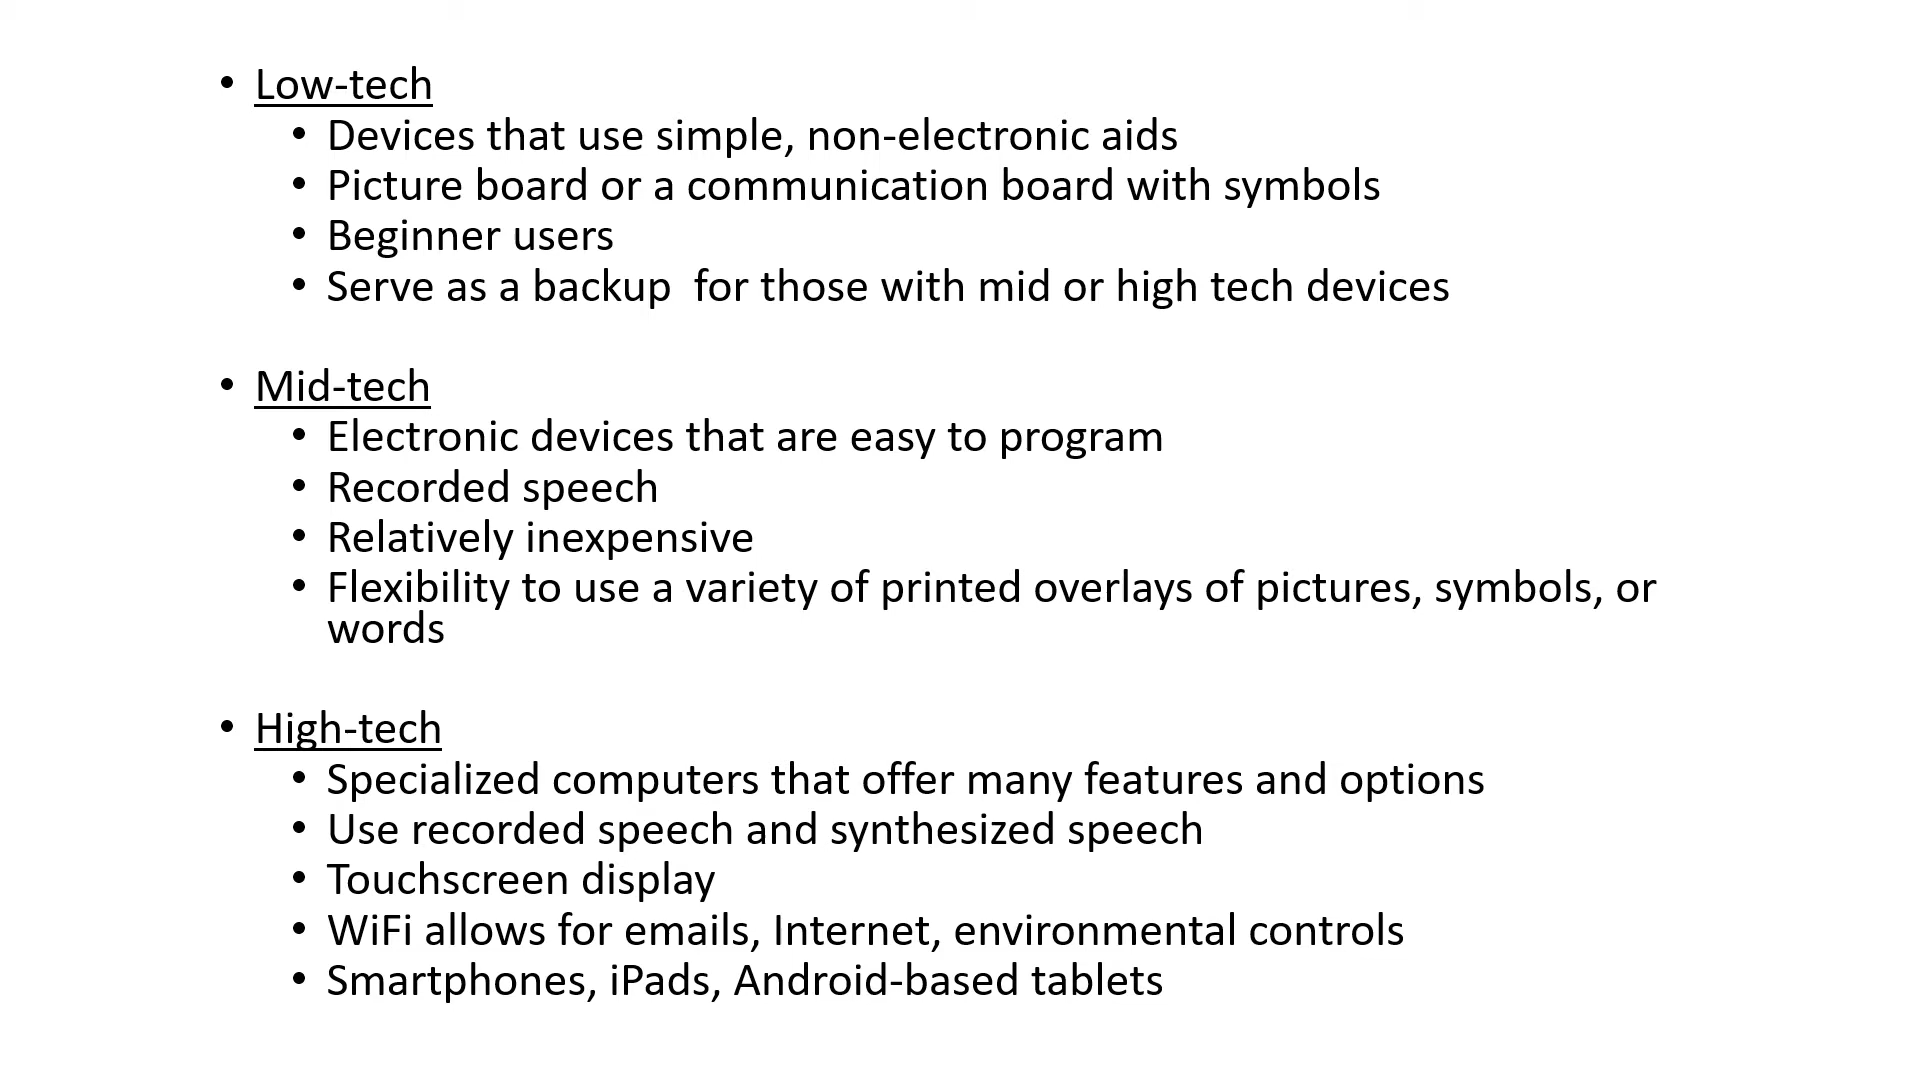 • Low-tech
• Devices that use simple, non-electronic aids
• Picture board or a communication board with symbols
• Beginner users
• Serve as a backup  for those with mid or high tech devices
• Mid-tech
• Electronic devices that are easy to program
• Recorded speech
• Relatively inexpensive
• Flexibility to use a variety of printed overlays of pictures, symbols, or
words
• High-tech
• Specialized computers that offer many features and options
• Use recorded speech and synthesized speech
• Touchscreen display
• WiFi allows for emails, Internet, environmental controls
• Smartphones, iPads, Android-based tablets